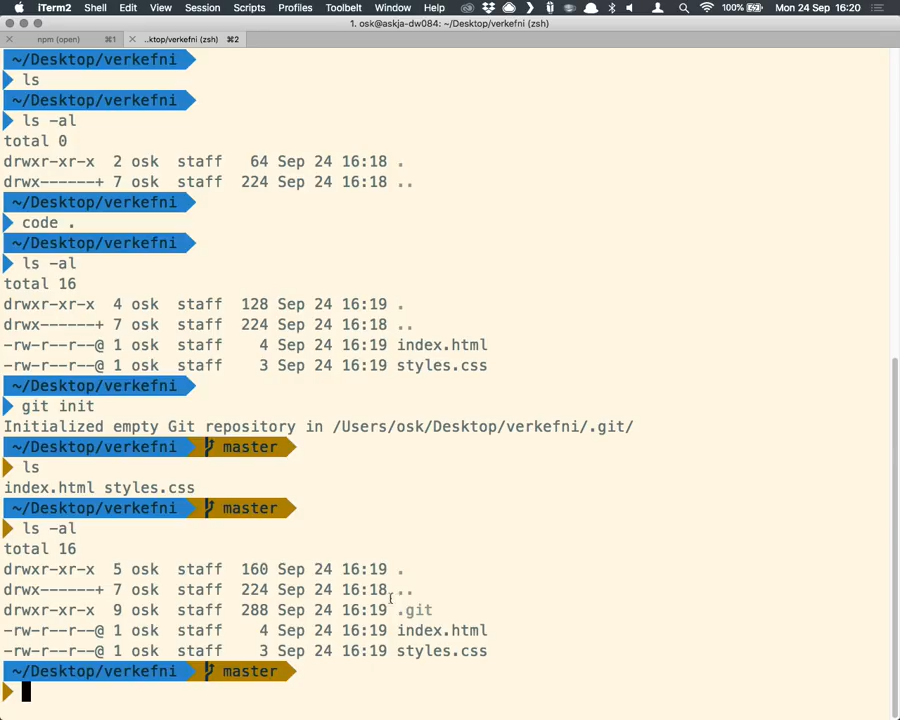 iTerm2 Shell Edit View Session Scripts Profiles Toolbelt Window Help 100% Mon 24 Sep 16:20
1. osk@askja-dw084: ~/Desktop/verkefni (zsh)
npm (open) ⌘1 ..ktop/verkefni (zsh) ⌘2
~/Desktop/verkefni
ls
~/Desktop/verkefni
ls -al
total 0
drwxr-xr-x 2 osk staff 64 Sep 24 16:18 .
drwx------+ 7 osk staff 224 Sep 24 16:18 ..
~/Desktop/verkefni
code .
~/Desktop/verkefni
ls -al
total 16
drwxr-xr-x 4 osk staff 128 Sep 24 16:19 .
drwx------+ 7 osk staff 224 Sep 24 16:18 ..
-rw-r--r--@ 1 osk staff 4 Sep 24 16:19 index.html
-rw-r--r--@ 1 osk staff 3 Sep 24 16:19 styles.css
~/Desktop/verkefni
git init
Initialized empty Git repository in /Users/osk/Desktop/verkefni/.git/
~/Desktop/verkefni master
ls
index.html styles.css
~/Desktop/verkefni master
ls -al
total 16
drwxr-xr-x 5 osk staff 160 Sep 24 16:19 .
drwx------+ 7 osk staff 224 Sep 24 16:18 ..
drwxr-xr-x 9 osk staff 288 Sep 24 16:19 .git
-rw-r--r--@ 1 osk staff 4 Sep 24 16:19 index.html
-rw-r--r--@ 1 osk staff 3 Sep 24 16:19 styles.css
~/Desktop/verkefni master